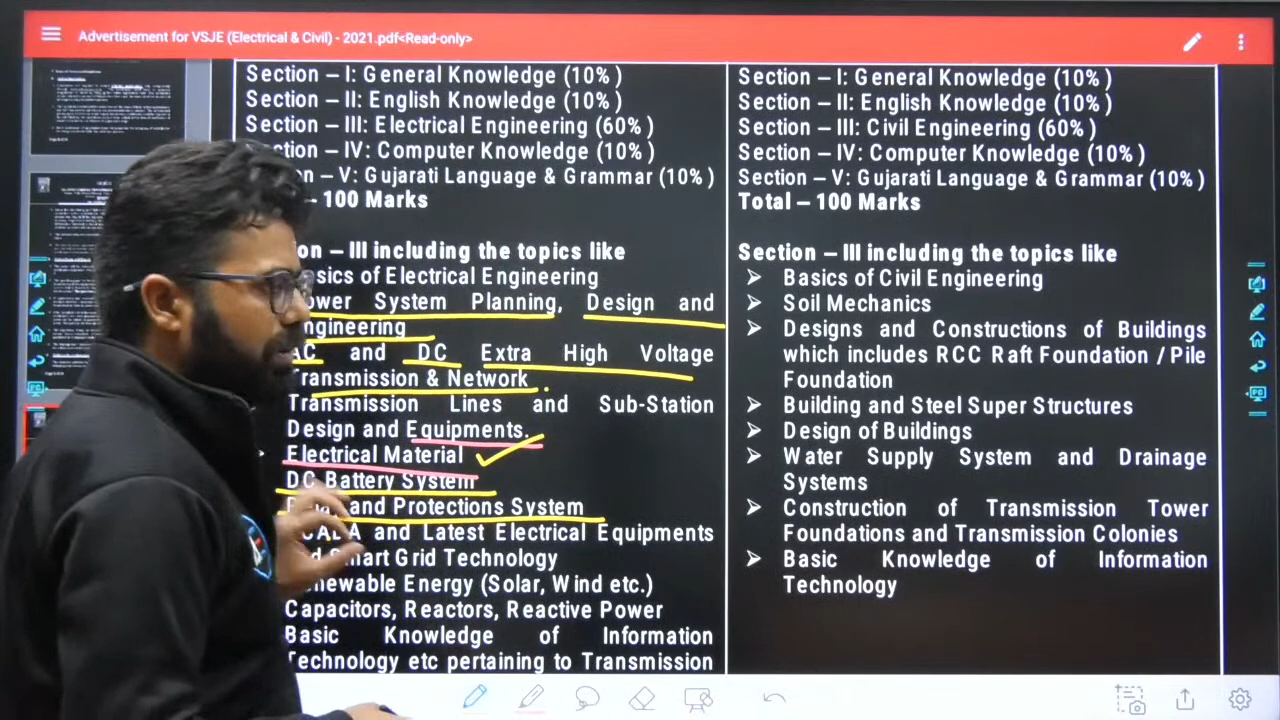 Advertisement for VSJE (Electrical & Civil) - 2021.pdf<Read-only>
Section – I: General Knowledge (10%)
Section – II: English Knowledge (10%)
Section – III: Electrical Engineering (60%)
– IV: Computer Knowledge (10%)
– V: Gujarati Language & Grammar (10%)
– 100 Marks
– III including the topics like
of Electrical Engineering
System Planning, Design and
AC and DC Extra High Voltage
Transmission & Network
Transmission Lines and Sub-Station
Design and Equipments.
Electrical Material
DC Battery System
and Protections System
and Latest Electrical Equipments
Grid Technology
Energy (Solar, Wind etc.)
Capacitors, Reactors, Reactive Power
Basic Knowledge of Information
Technology etc pertaining to Transmission
Section – I: General Knowledge (10%)
Section – II: English Knowledge (10%)
Section – III: Civil Engineering (60%)
Section – IV: Computer Knowledge (10%)
Section – V: Gujarati Language & Grammar (10%)
Total – 100 Marks
Section – III including the topics like
➤ Basics of Civil Engineering
➤ Soil Mechanics
➤ Designs and Constructions of Buildings
which includes RCC Raft Foundation / Pile
Foundation
➤ Building and Steel Super Structures
➤ Design of Buildings
➤ Water Supply System and Drainage
Systems
➤ Construction of Transmission Tower
Foundations and Transmission Colonies
➤ Basic Knowledge of Information
Technology